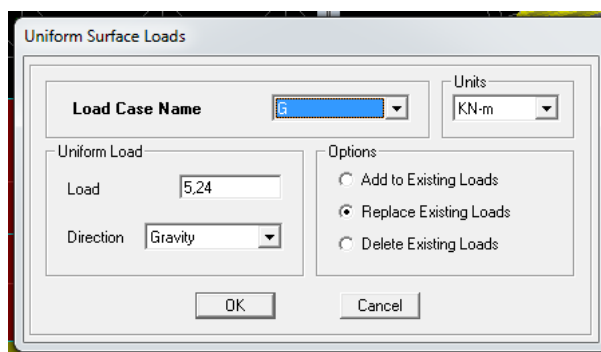 Uniform Surface Loads
Load Case Name G
Units
KN-m
Uniform Load
Load 5,24
Direction Gravity
Options
Add to Existing Loads
Replace Existing Loads
Delete Existing Loads
OK Cancel